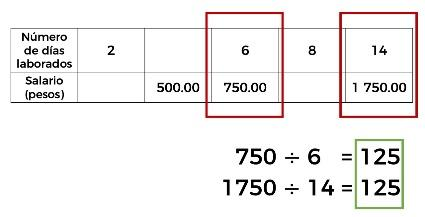 Número de días laborados 2 6 8 14
Salario (pesos) 500.00 750.00 1 750.00
750 ÷ 6 = 125
1750 ÷ 14 = 125